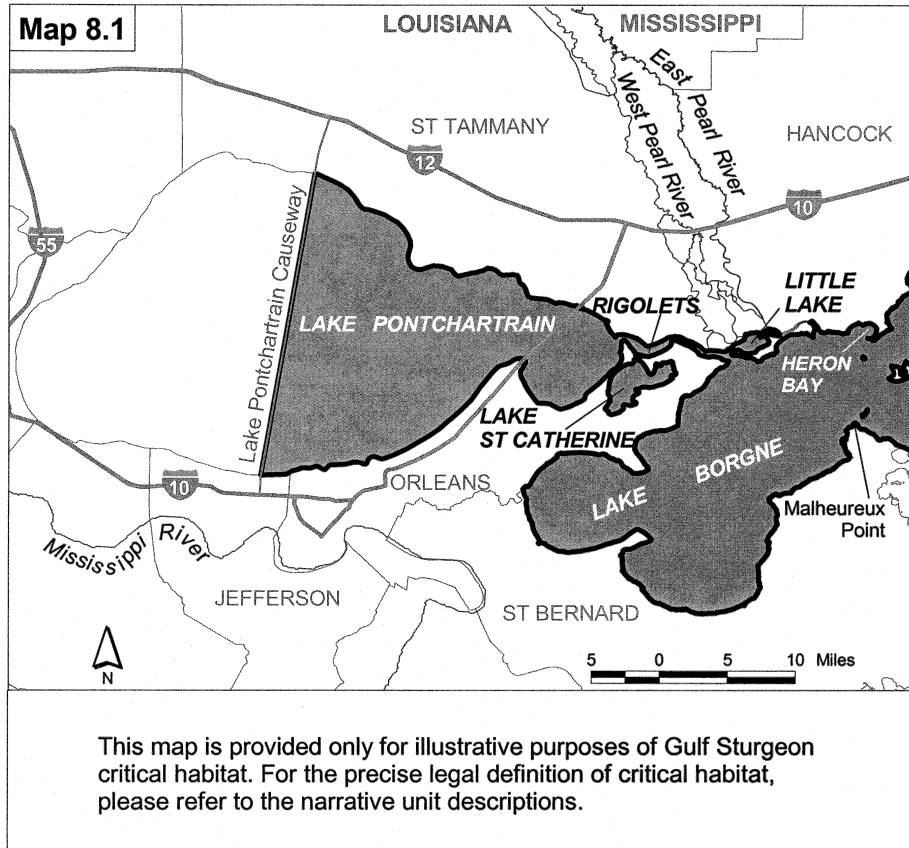 Map 8.1
LOUISIANA
MISSISSIPPI
East Pearl River
West Pearl River
ST TAMMANY
HANCOCK
12
10
55
Lake Pontchartrain Causeway
LAKE PONTCHARTRAIN
RIGOLETS
LITTLE
LAKE
HERON
BAY
LAKE
ST CATHERINE
LAKE BORGNE
Malheureux
Point
10
ORLEANS
Mississippi River
JEFFERSON
ST BERNARD
N
5 0 5 10 Miles
This map is provided only for illustrative purposes of Gulf Sturgeon
critical habitat. For the precise legal definition of critical habitat,
please refer to the narrative unit descriptions.